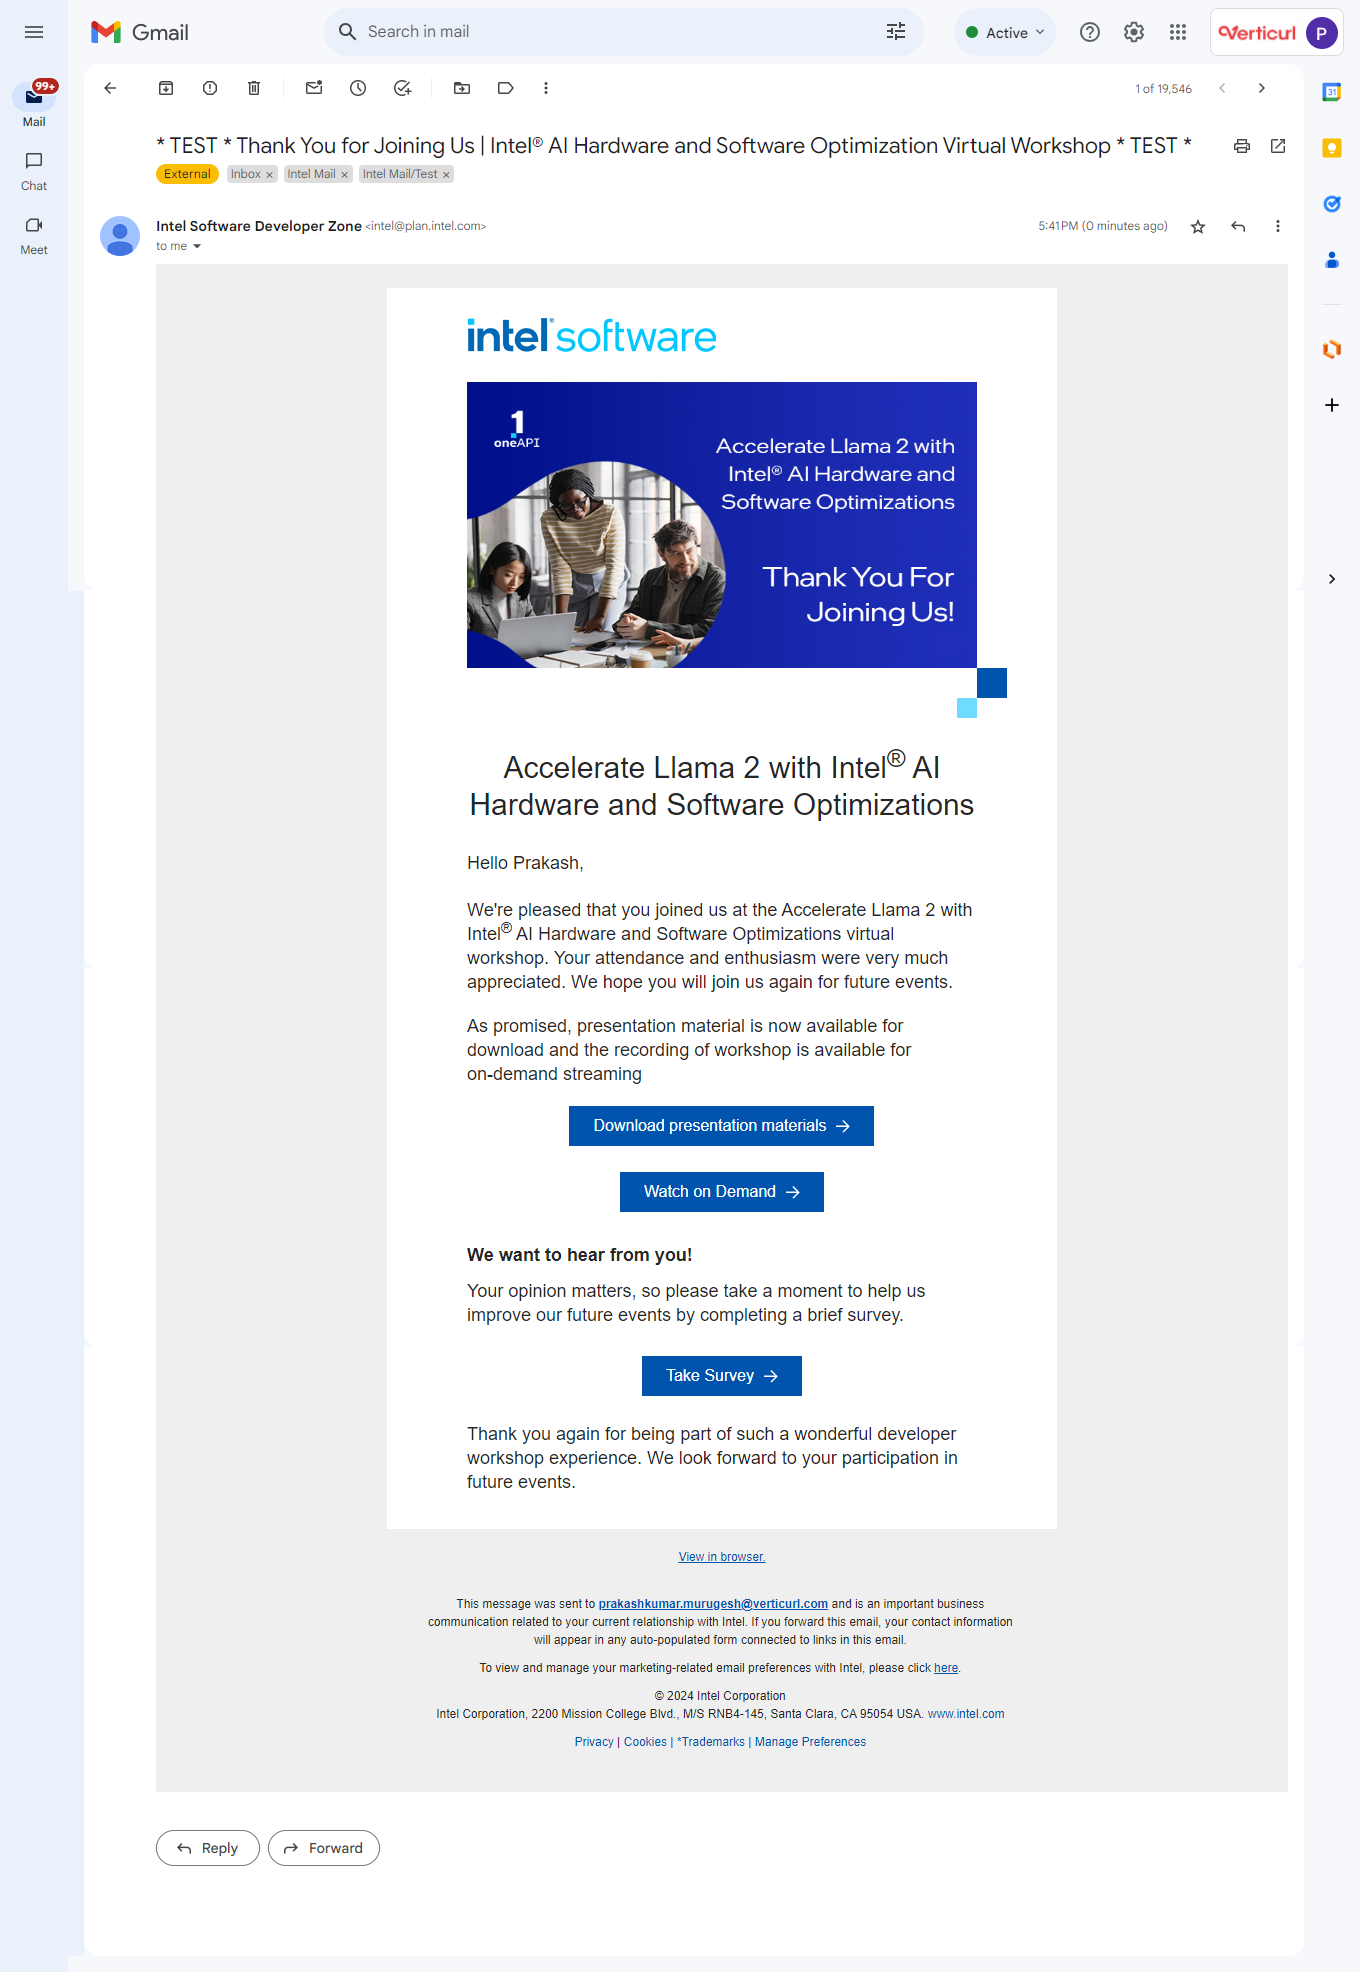 Gmail
Search in mail
Active
Verticurl
P
99+
Mail
Chat
Meet
1 of 19,546
31
* TEST * Thank You for Joining Us | Intel® AI Hardware and Software Optimization Virtual Workshop * TEST *
External Inbox × Intel Mail × Intel Mail/Test ×
Intel Software Developer Zone <intel@plan.intel.com>
5:41 PM (0 minutes ago)
to me
intel® software
1
oneAPI
Accelerate Llama 2 with
Intel® AI Hardware and
Software Optimizations
Thank You For
Joining Us!
Accelerate Llama 2 with Intel® AI
Hardware and Software Optimizations
Hello Prakash,
We're pleased that you joined us at the Accelerate Llama 2 with
Intel® AI Hardware and Software Optimizations virtual
workshop. Your attendance and enthusiasm were very much
appreciated. We hope you will join us again for future events.
As promised, presentation material is now available for
download and the recording of workshop is available for
on-demand streaming
Download presentation materials →
Watch on Demand →
We want to hear from you!
Your opinion matters, so please take a moment to help us
improve our future events by completing a brief survey.
Take Survey →
Thank you again for being part of such a wonderful developer
workshop experience. We look forward to your participation in
future events.
View in browser.
This message was sent to prakashkumar.murugesh@verticurl.com and is an important business
communication related to your current relationship with Intel. If you forward this email, your contact information
will appear in any auto-populated form connected to links in this email.
To view and manage your marketing-related email preferences with Intel, please click here.
© 2024 Intel Corporation
Intel Corporation, 2200 Mission College Blvd., M/S RNB4-145, Santa Clara, CA 95054 USA. www.intel.com
Privacy | Cookies | *Trademarks | Manage Preferences
Reply
Forward